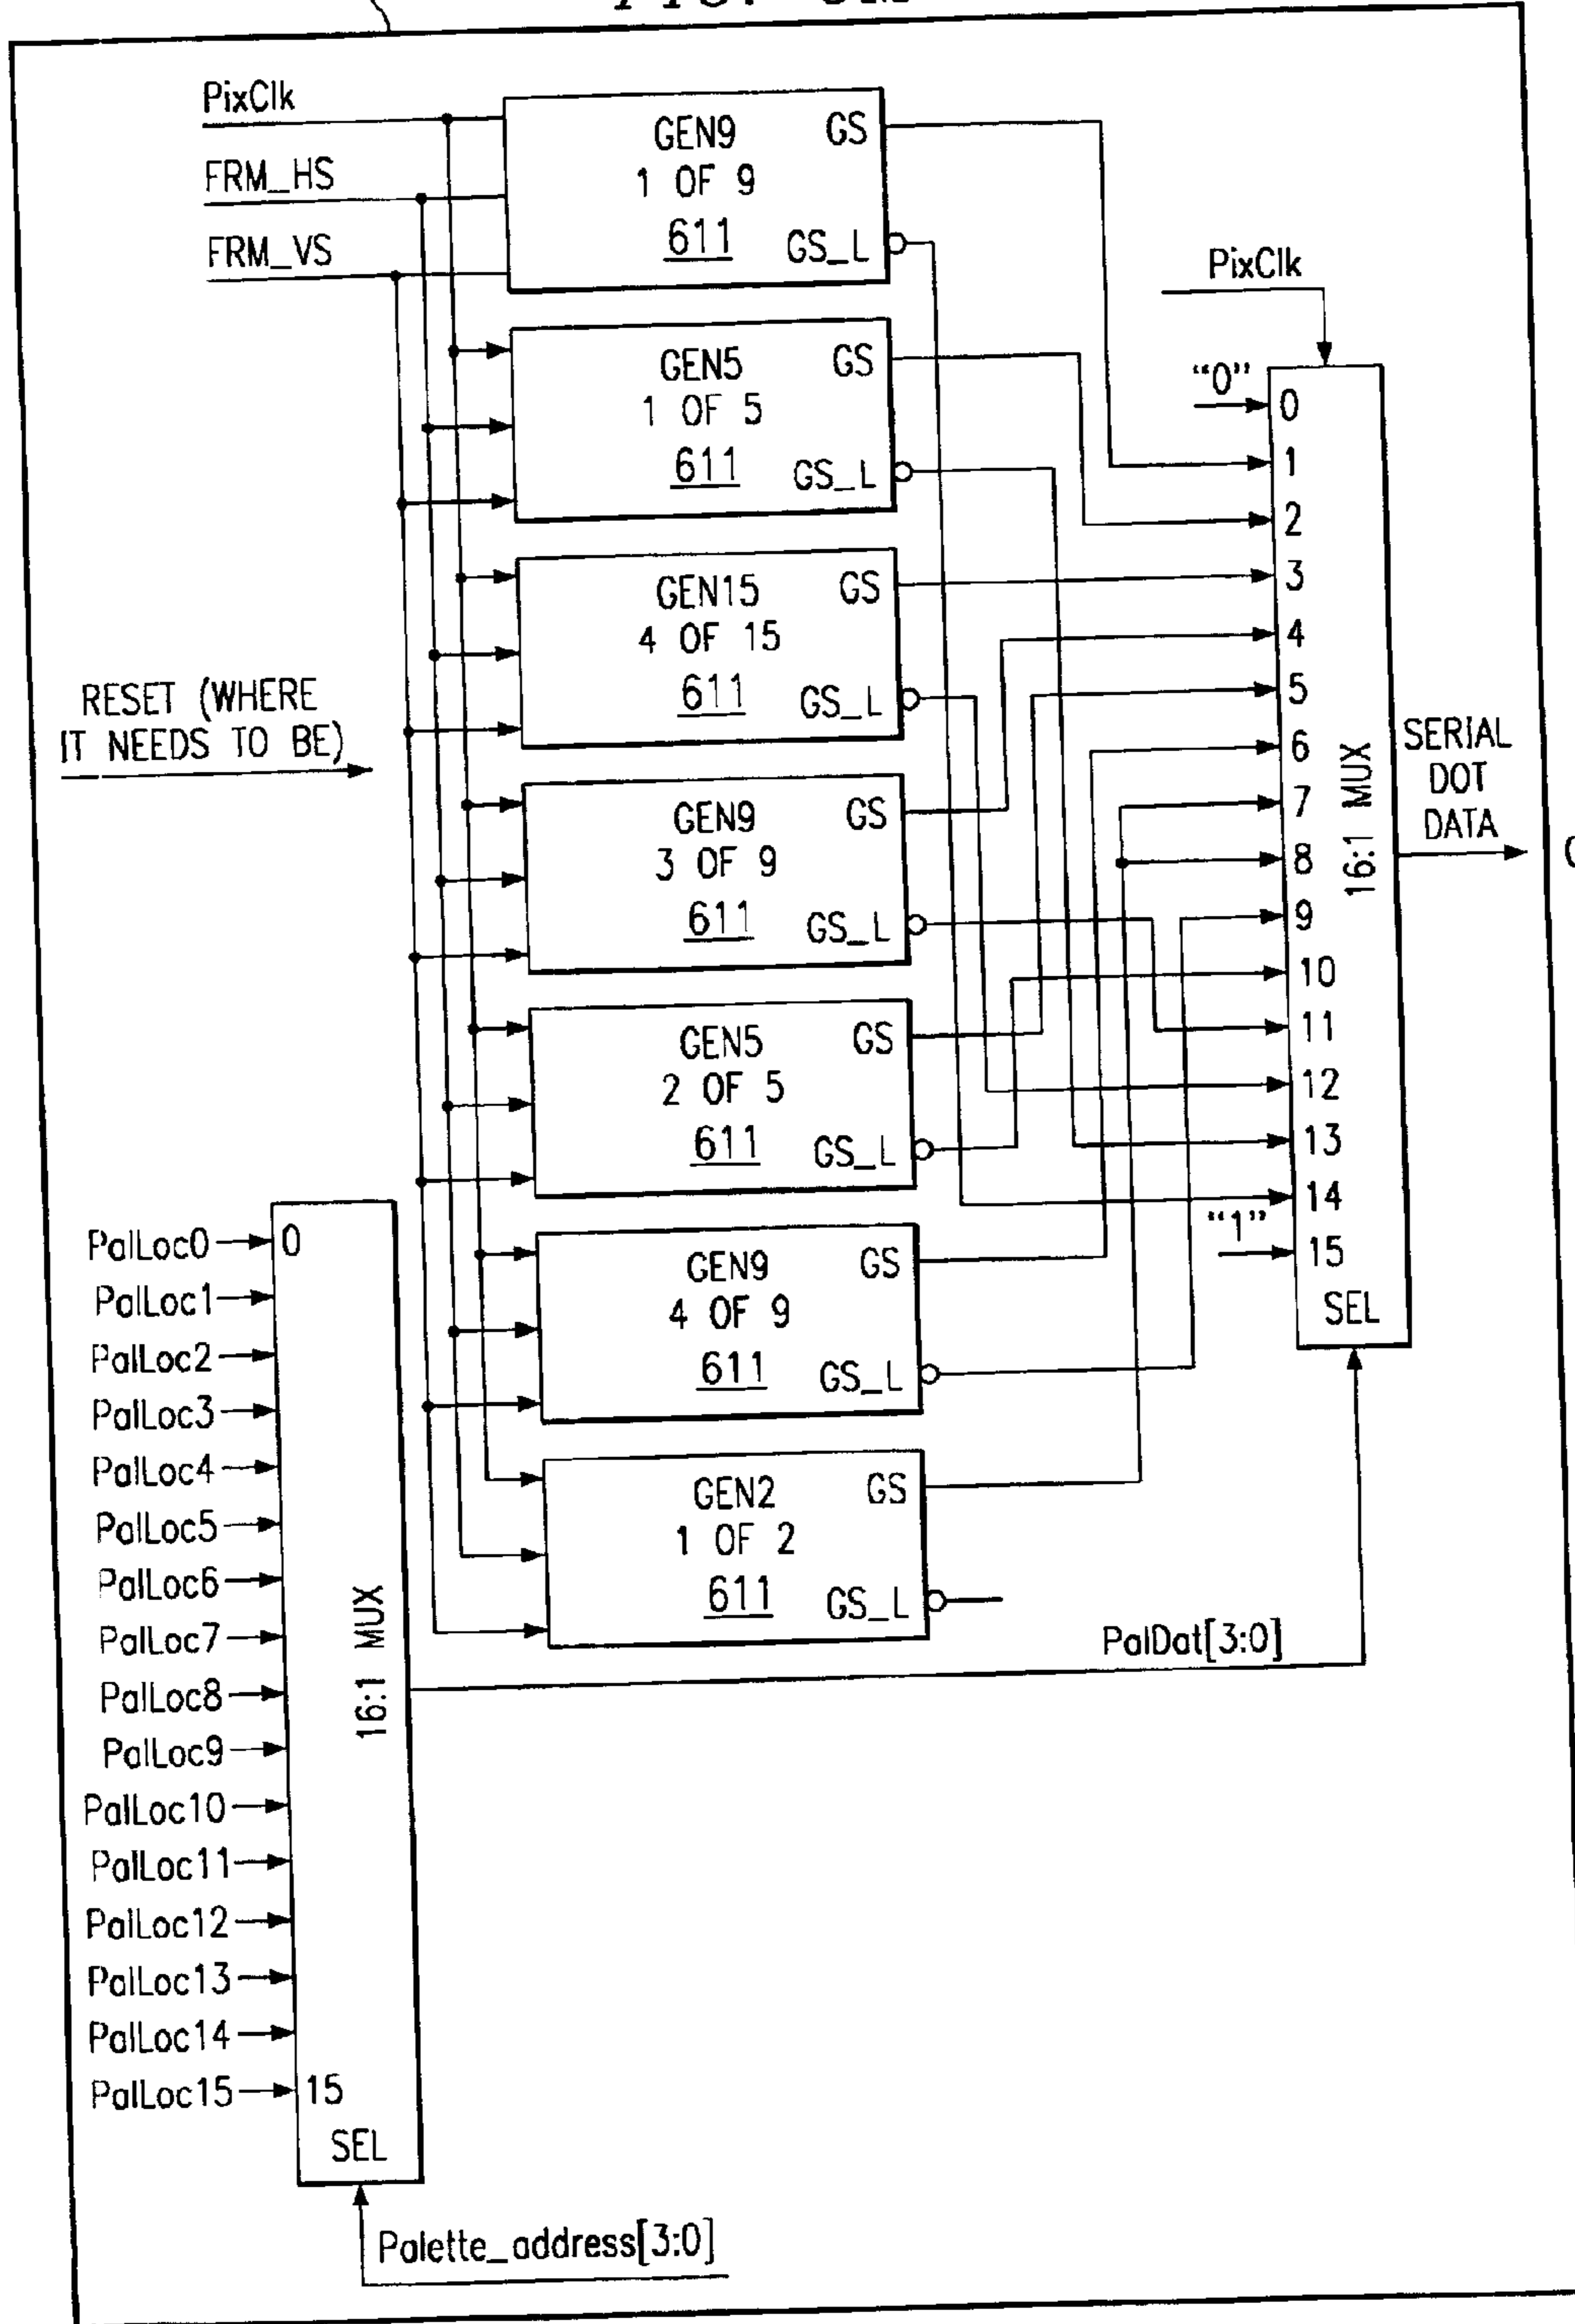 FIG.
PixClk
FRM_HS
FRM_VS
GEN9
1 OF 9
611
GS
GS_L
GEN5
1 OF 5
611
GS
GS_L
GEN15
4 OF 15
611
GS
GS_L
GEN9
3 OF 9
611
GS
GS_L
GEN5
2 OF 5
611
GS
GS_L
GEN9
4 OF 9
611
GS
GS_L
GEN2
1 OF 2
611
GS
GS_L
RESET (WHERE
IT NEEDS TO BE)
PixClk
"0"
0
1
2
3
4
5
6
7
8
9
10
11
12
13
14
"1"
15
SEL
16:1 MUX
SERIAL
DOT
DATA
PalDat[3:0]
PalLoc0
0
PalLoc1
PalLoc2
PalLoc3
PalLoc4
PalLoc5
PalLoc6
PalLoc7
PalLoc8
PalLoc9
PalLoc10
PalLoc11
PalLoc12
PalLoc13
PalLoc14
PalLoc15
15
16:1 MUX
SEL
Palette_address[3:0]